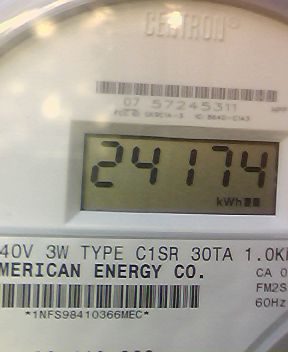 CENTRON®
07 57245311
24174
kWh
40V 3W TYPE C1SR 30TA 1.0K
MERICAN ENERGY CO.
CA 0
FM2S
60Hz
*1NFS98410366MEC*